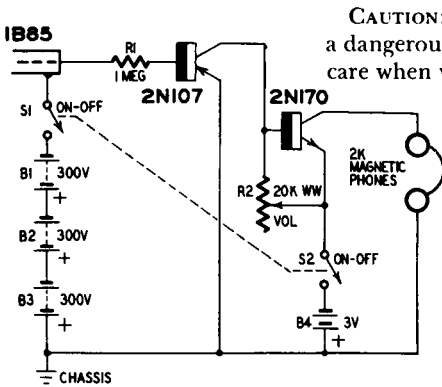 CAUTION:
a dangerou
care when v
1B85
R1
1 MEG
2N107
2N170
S1 ON-OFF
B1 300V
+
B2 300V
+
B3 300V
+
CHASSIS
R2 20K WW
VOL
2K
MAGNETIC
PHONES
S2 ON-OFF
B4 3V
+